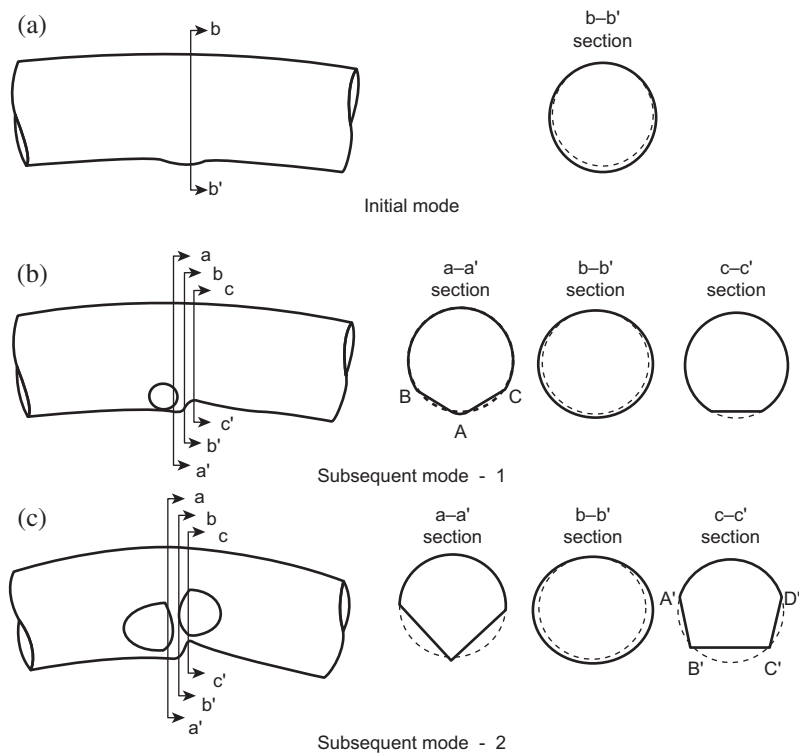 (a)
b
b–b'
section
b'
Initial mode
(b)
a
b
c
a–a'
section
b–b'
section
c–c'
section
B
C
A
c'
b'
a'
Subsequent mode - 1
(c)
a
b
c
a–a'
section
b–b'
section
c–c'
section
A'
D'
B'
C'
c'
b'
a'
Subsequent mode - 2